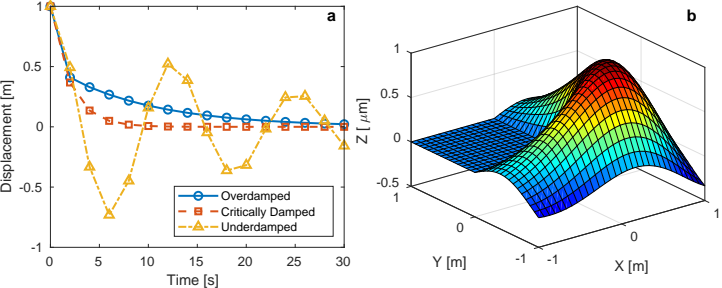 a
1
0.5
0
-0.5
-1
Displacement [m]
0 5 10 15 20 25 30
Time [s]
Overdamped
Critically Damped
Underdamped
b
1
0.5
0
-0.5
Z [ μm]
1
0
-1
Y [m]
-1
0
1
X [m]